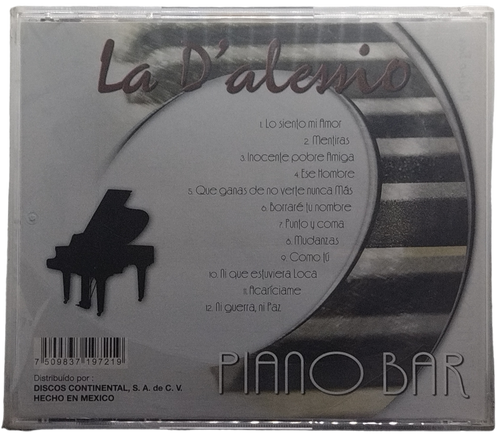 La D'alessio
1. Lo siento mi Amor
2. Mentiras
3. Inocente pobre Amiga
4. Ese Hombre
5. Que ganas de no verte nunca Más
6. Borraré tu nombre
7. Punto y coma
8. Mudanzas
9. Como tú
10. Ni que estuviera Loca
11. Acaríciame
12. Ni guerra, ni Paz
7 509837 197219
PIANO BAR
Distribuído por :
DISCOS CONTINENTAL, S. A. de C. V.
HECHO EN MEXICO